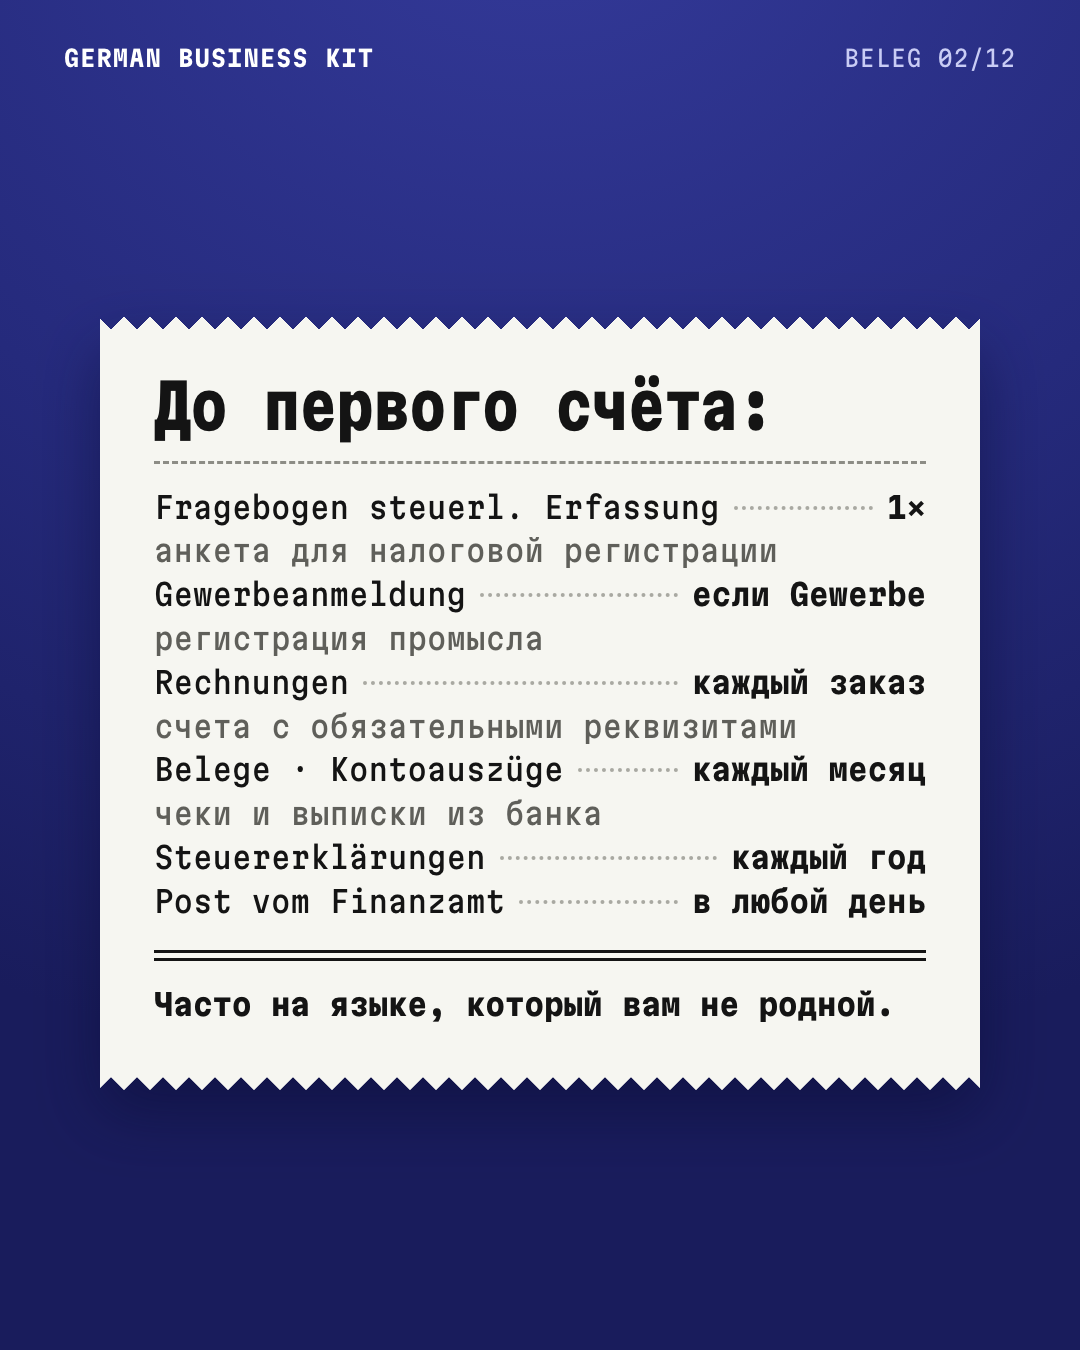 GERMAN BUSINESS KIT
BELEG 02/12
До первого счёта:
Fragebogen steuerl. Erfassung 1×
анкета для налоговой регистрации
Gewerbeanmeldung если Gewerbe
регистрация промысла
Rechnungen каждый заказ
счета с обязательными реквизитами
Belege · Kontoauszüge каждый месяц
чеки и выписки из банка
Steuererklärungen каждый год
Post vom Finanzamt в любой день
Часто на языке, который вам не родной.